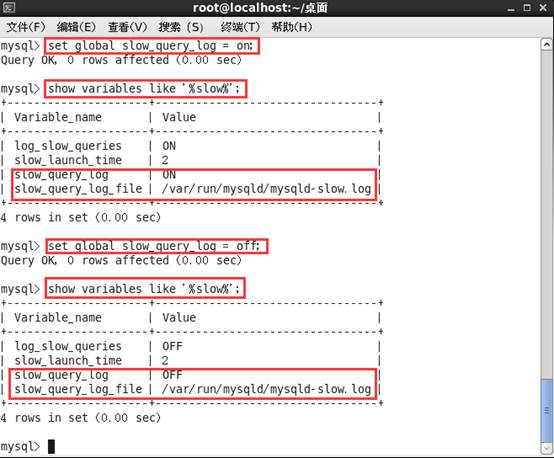 root@localhost:~/桌面
文件(F) 编辑(E) 查看(V) 搜索 (S) 终端(T) 帮助(H)
mysql> set global slow_query_log = on;
Query OK, 0 rows affected (0.00 sec)
mysql> show variables like '%slow%';
+---------------------+---------------------------------+
| Variable_name       | Value                           |
+---------------------+---------------------------------+
| log_slow_queries    | ON                              |
| slow_launch_time    | 2                               |
| slow_query_log      | ON                              |
| slow_query_log_file | /var/run/mysqld/mysqld-slow.log |
+---------------------+---------------------------------+
4 rows in set (0.00 sec)
mysql> set global slow_query_log = off;
Query OK, 0 rows affected (0.00 sec)
mysql> show variables like '%slow%';
+---------------------+---------------------------------+
| Variable_name       | Value                           |
+---------------------+---------------------------------+
| log_slow_queries    | OFF                             |
| slow_launch_time    | 2                               |
| slow_query_log      | OFF                             |
| slow_query_log_file | /var/run/mysqld/mysqld-slow.log |
+---------------------+---------------------------------+
4 rows in set (0.00 sec)
mysql>